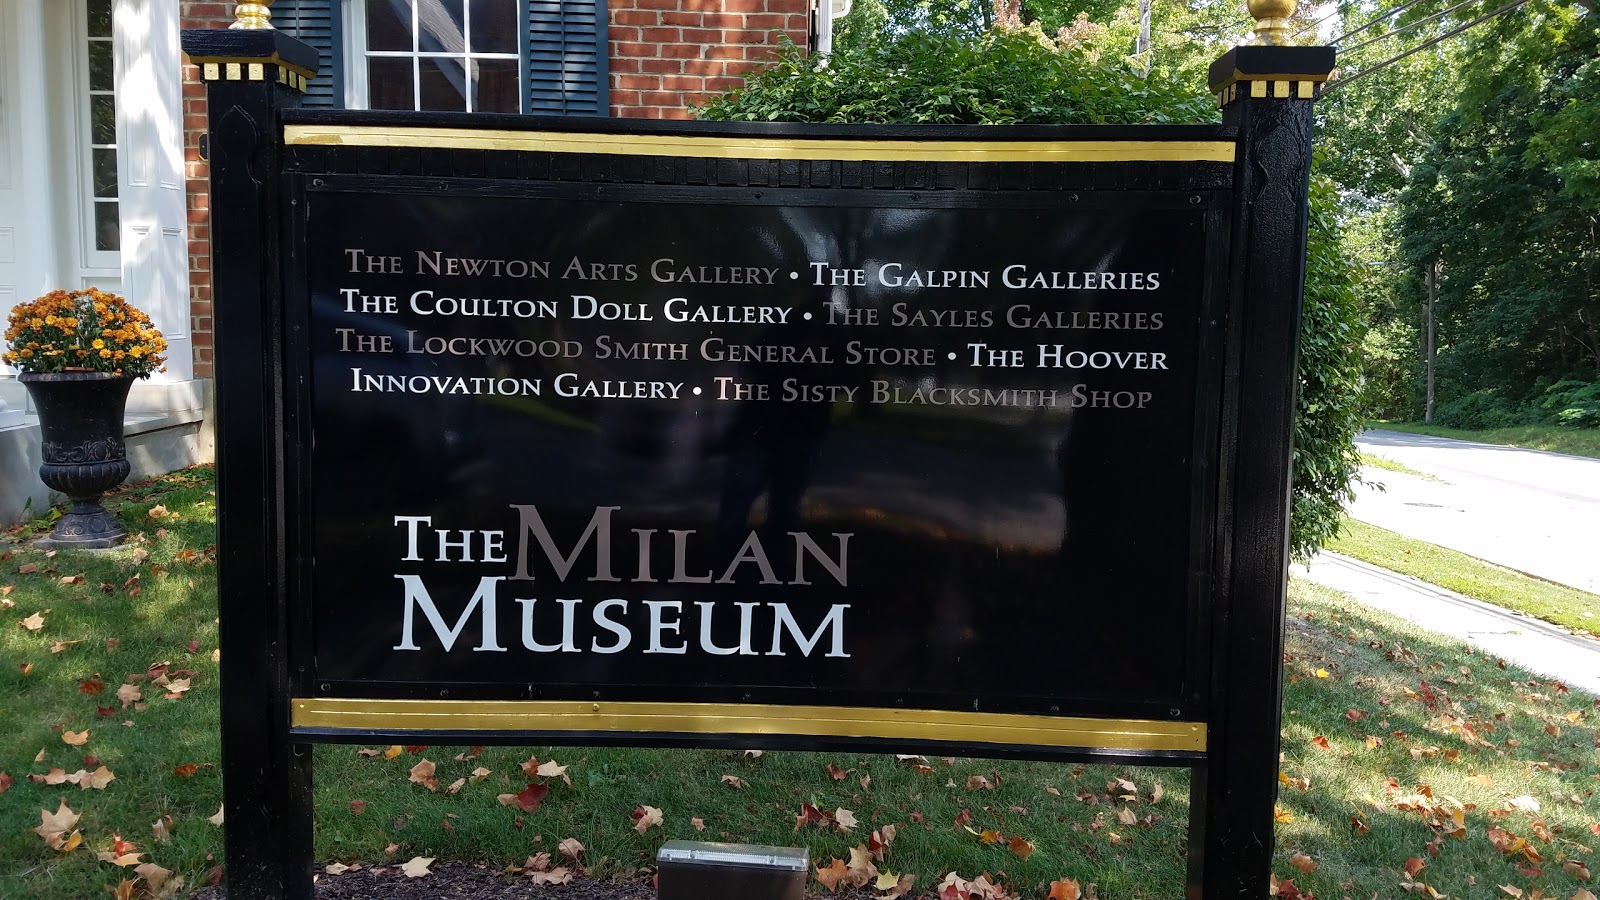 The Newton Arts Gallery • The Galpin Galleries
The Coulton Doll Gallery • The Sayles Galleries
The Lockwood Smith General Store • The Hoover
Innovation Gallery • The Sisty Blacksmith Shop
The Milan
Museum